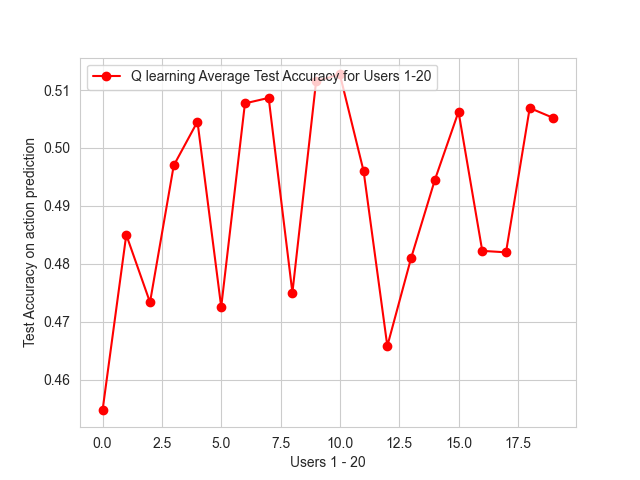 Q learning Average Test Accuracy for Users 1-20
0.51
0.50
0.49
0.48
0.47
0.46
Test Accuracy on action prediction
0.0 2.5 5.0 7.5 10.0 12.5 15.0 17.5
Users 1 - 20